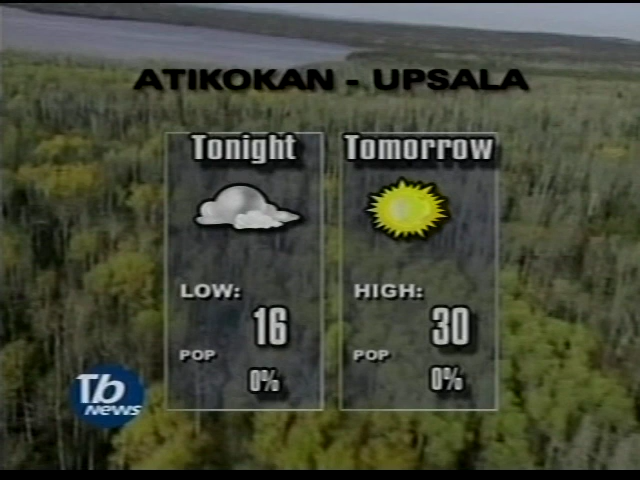 ATIKOKAN - UPSALA
Tonight
LOW:
16
POP
0%
Tomorrow
HIGH:
30
POP
0%
Tb
NEWS